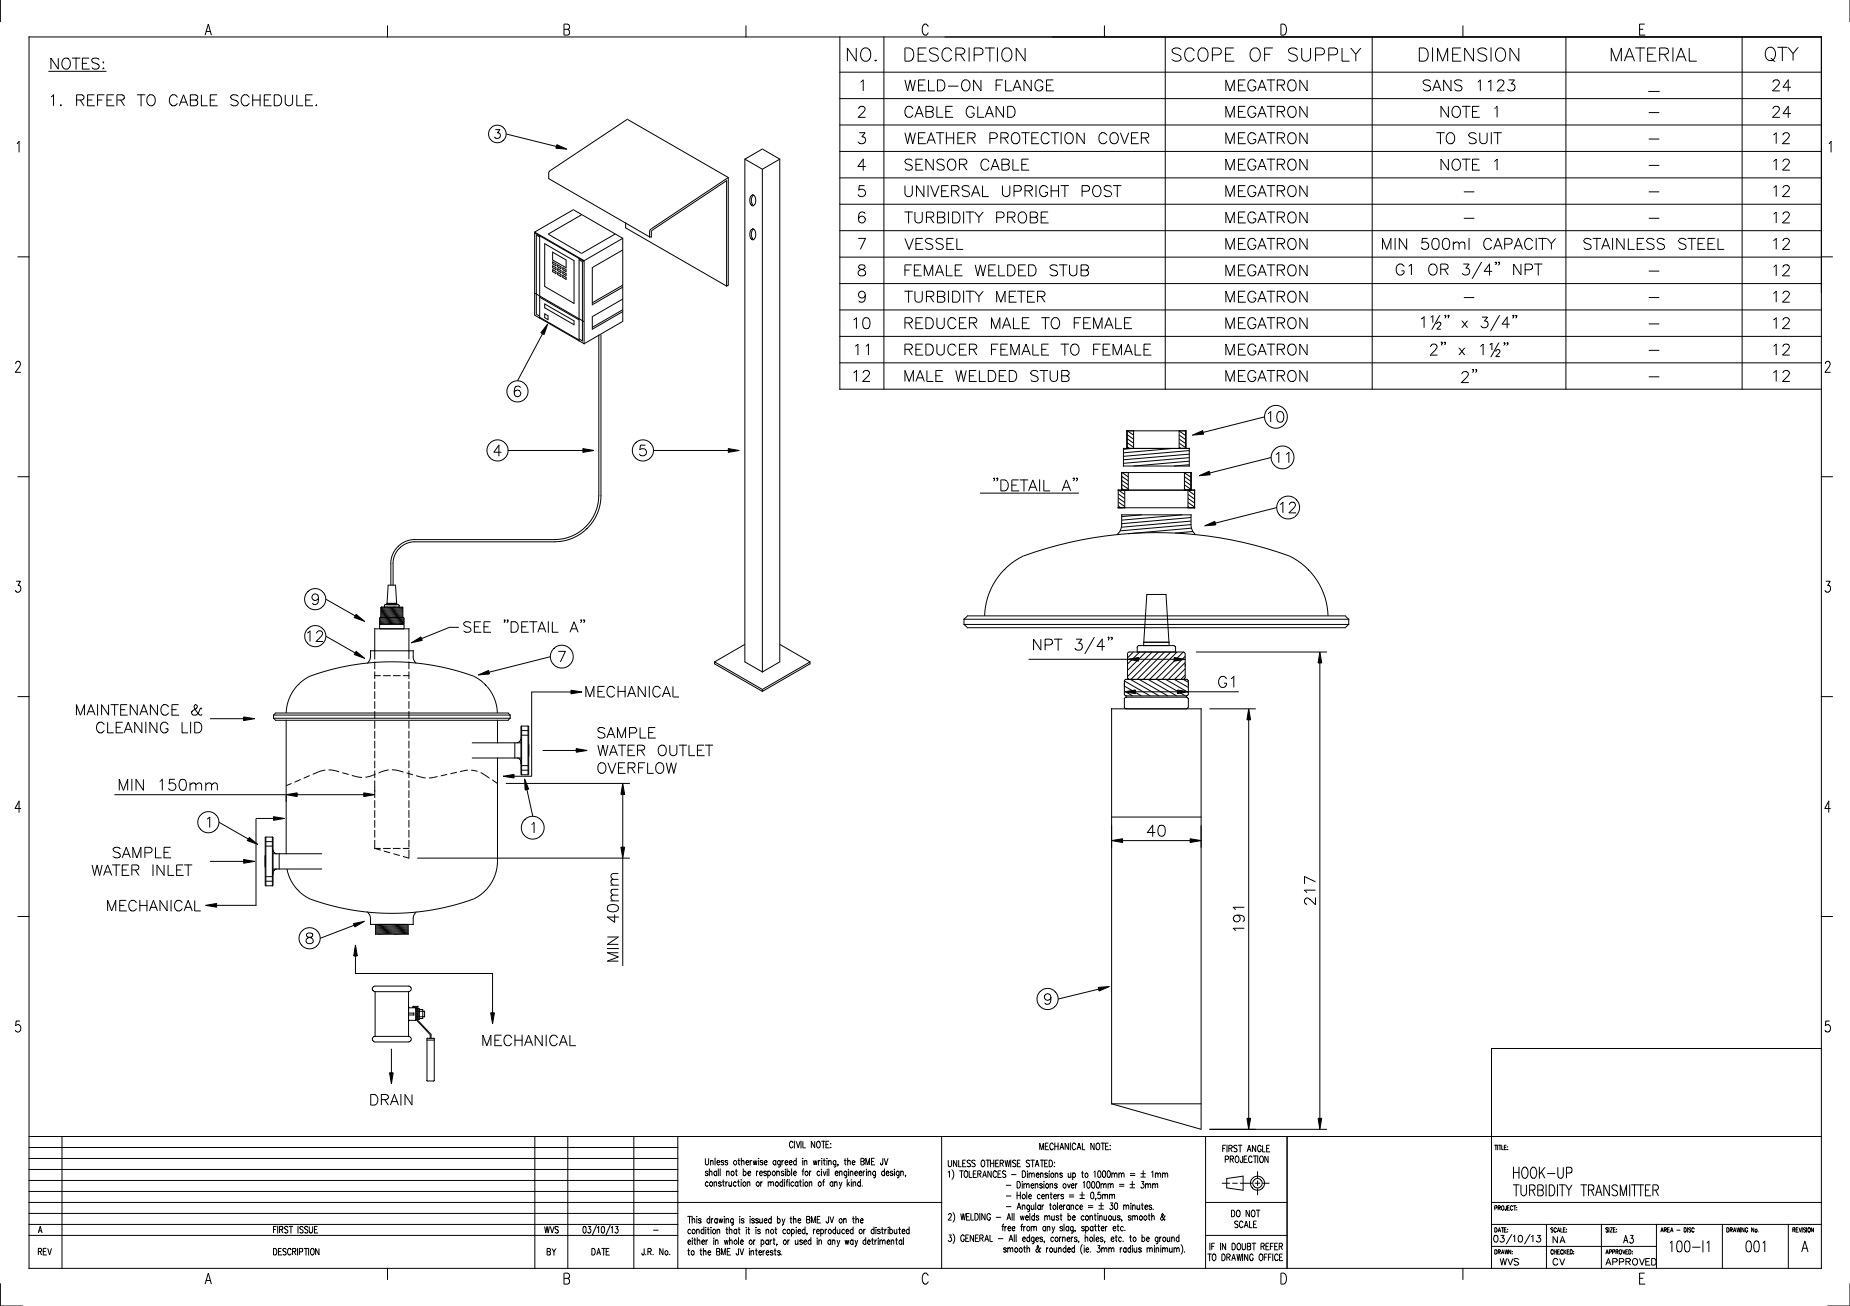 A B C D E
NOTES:
1. REFER TO CABLE SCHEDULE.
NO. DESCRIPTION SCOPE OF SUPPLY DIMENSION MATERIAL QTY
1 WELD-ON FLANGE MEGATRON SANS 1123 – 24
2 CABLE GLAND MEGATRON NOTE 1 – 24
3 WEATHER PROTECTION COVER MEGATRON TO SUIT – 12
4 SENSOR CABLE MEGATRON NOTE 1 – 12
5 UNIVERSAL UPRIGHT POST MEGATRON – – 12
6 TURBIDITY PROBE MEGATRON – – 12
7 VESSEL MEGATRON MIN 500ml CAPACITY STAINLESS STEEL 12
8 FEMALE WELDED STUB MEGATRON G1 OR 3/4" NPT – 12
9 TURBIDITY METER MEGATRON – – 12
10 REDUCER MALE TO FEMALE MEGATRON 1½" x 3/4" – 12
11 REDUCER FEMALE TO FEMALE MEGATRON 2" x 1½" – 12
12 MALE WELDED STUB MEGATRON 2" – 12
1 1
2 2
3 3
4 4
5 5
3
6
4
5
9
12
SEE "DETAIL A"
7
MECHANICAL
MAINTENANCE &
CLEANING LID
SAMPLE
WATER OUTLET
OVERFLOW
MIN 150mm
1
1
SAMPLE
WATER INLET
MECHANICAL
MIN 40mm
8
MECHANICAL
DRAIN
10
11
"DETAIL A"
12
NPT 3/4"
G1
40
191
217
9
A FIRST ISSUE WVS 03/10/13 –
REV DESCRIPTION BY DATE J.R. No.
CIVIL NOTE:
Unless otherwise agreed in writing, the BME JV
shall not be responsible for civil engineering design,
construction or modification of any kind.
This drawing is issued by the BME JV on the
condition that it is not copied, reproduced or distributed
either in whole or part, or used in any way detrimental
to the BME JV interests.
MECHANICAL NOTE:
UNLESS OTHERWISE STATED:
1) TOLERANCES – Dimensions up to 1000mm = ± 1mm
– Dimensions over 1000mm = ± 3mm
– Hole centers = ± 0,5mm
– Angular tolerance = ± 30 minutes.
2) WELDING – All welds must be continuous, smooth &
free from any slag, spatter etc.
3) GENERAL – All edges, corners, holes, etc. to be ground
smooth & rounded (ie. 3mm radius minimum).
FIRST ANGLE
PROJECTION
DO NOT
SCALE
IF IN DOUBT REFER
TO DRAWING OFFICE
TITLE:
HOOK-UP
TURBIDITY TRANSMITTER
PROJECT:
DATE: SCALE: SIZE: AREA – DISC DRAWING No. REVISION
03/10/13 NA A3 100-I1 001 A
DRAWN: CHECKED: APPROVED:
WVS CV APPROVED
A B C D E